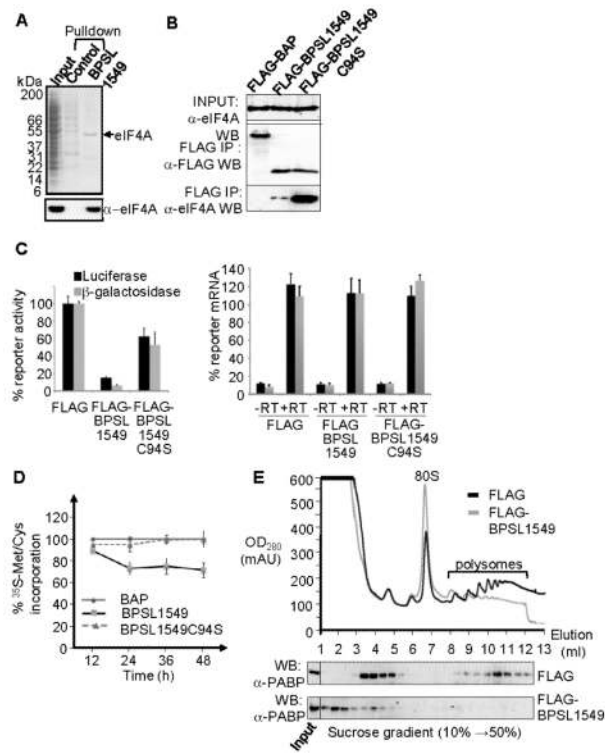 A
Pulldown
Input
Control
BPSL
1549
kDa
200
66
55
37
31
22
14
6
eIF4A
α-eIF4A
B
FLAG-BAP
FLAG-BPSL1549
FLAG-BPSL1549
C94S
INPUT:
α-eIF4A
WB
FLAG IP:
α-FLAG WB
FLAG IP:
α-eIF4A WB
C
Luciferase
β-galactosidase
% reporter activity
100
80
60
40
20
0
FLAG
FLAG-
BPSL
1549
FLAG-
BPSL
1549
C94S
% reporter mRNA
140
120
100
80
60
40
20
0
-RT +RT -RT +RT -RT +RT
FLAG
FLAG
BPSL
1549
FLAG-
BPSL1549
C94S
D
% ³⁵S-Met/Cys
incorporation
120
100
80
60
40
20
0
BAP
BPSL1549
BPSL1549C94S
12 24 36 48
Time (h)
E
80S
FLAG
FLAG-
BPSL1549
600
500
400
350
300
250
200
150
100
50
0
OD₂₈₀
(mAU)
polysomes
Elution
(ml)
1 2 3 4 5 6 7 8 9 10 11 12 13
WB:
α-PABP
FLAG
WB:
α-PABP
FLAG-
BPSL1549
Input
Sucrose gradient (10% →50%)